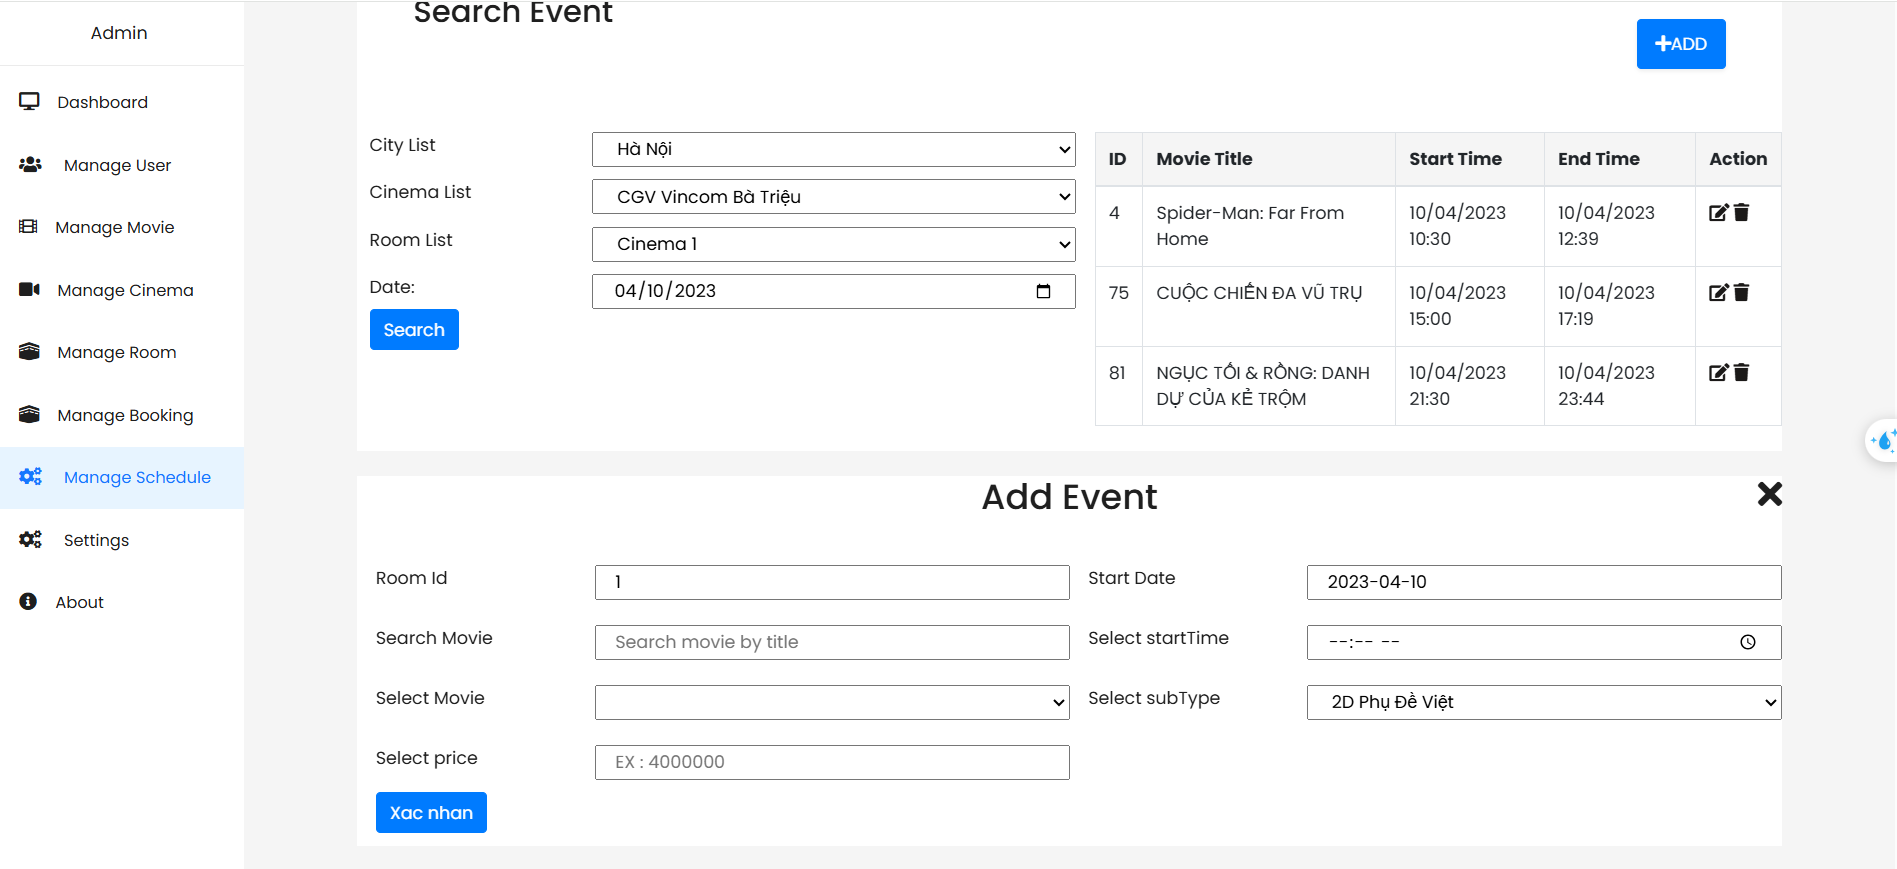 Admin
Dashboard
Manage User
Manage Movie
Manage Cinema
Manage Room
Manage Booking
Manage Schedule
Settings
About
Search Event
ADD
City List
Hà Nội
Cinema List
CGV Vincom Bà Triệu
Room List
Cinema 1
Date:
04/10/2023
Search
ID Movie Title Start Time End Time Action
4 Spider-Man: Far From 10/04/2023 10/04/2023
Home 10:30 12:39
75 CUỘC CHIẾN ĐA VŨ TRỤ 10/04/2023 10/04/2023
15:00 17:19
81 NGỤC TỐI & RỒNG: DANH 10/04/2023 10/04/2023
DỰ CỦA KẺ TRỘM 21:30 23:44
Add Event
Room Id 1 Start Date 2023-04-10
Search Movie Search movie by title Select startTime --:-- --
Select Movie Select subType 2D Phụ Đề Việt
Select price EX : 4000000
Xac nhan